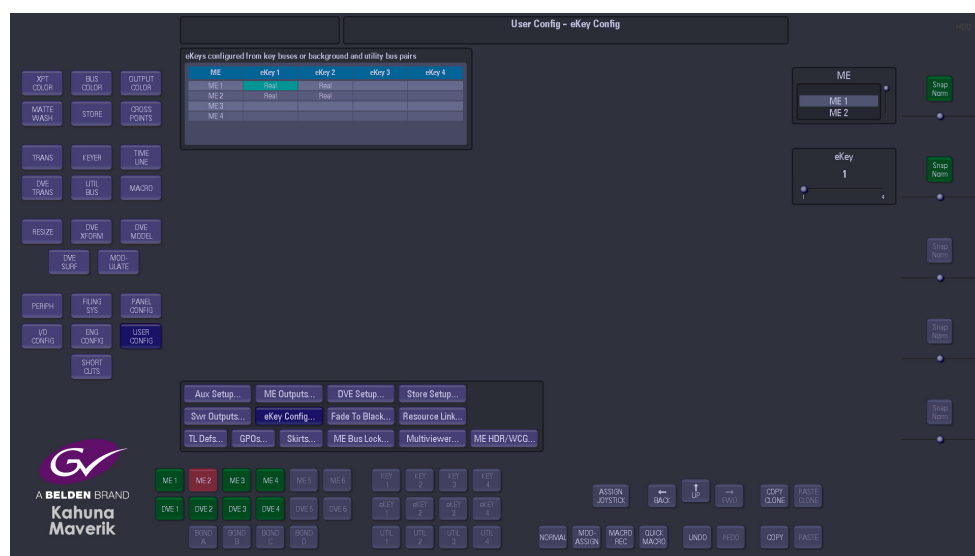 User Config – eKey Config
eKeys configured from key buses or background and utility bus pairs
ME eKey 1 eKey 2 eKey 3 eKey 4
ME 1 Real Real
ME 2 Real Real
ME 3
ME 4
ME
ME 1
ME 2
Snap
Norm
eKey
1
1 4
Snap
Norm
Snap
Norm
Snap
Norm
Snap
Norm
XPT
COLOR
BUS
COLOR
OUTPUT
COLOR
MATTE
WASH
STORE
CROSS
POINTS
TRANS
KEYER
TIME
LINE
DVE
TRANS
UTIL
BUS
MACRO
RESIZE
DVE
XFORM
DVE
MODEL
DVE
SURF
MOD-
ULATE
PERIPH
FILING
SYS
PANEL
CONFIG
I/O
CONFIG
ENG
CONFIG
USER
CONFIG
SHORT
CUTS
Aux Setup... ME Outputs... DVE Setup... Store Setup...
Swr Outputs... eKey Config... Fade To Black... Resource Link...
TL Defs... GPOs... Skirts... ME Bus Lock... Multiviewer... ME HDR/WCG...
GV
A BELDEN BRAND
Kahuna
Maverik
ME 1 ME 2 ME 3 ME 4 ME 5 ME 6
DVE 1 DVE 2 DVE 3 DVE 4 DVE 5 DVE 6
BGND
A
BGND
B
BGND
C
BGND
D
KEY
1
KEY
2
KEY
3
KEY
4
eKEY
1
eKEY
2
eKEY
3
eKEY
4
UTIL
1
UTIL
2
UTIL
3
UTIL
4
ASSIGN
JOYSTICK
BACK
UP
FWD
COPY
CLONE
PASTE
CLONE
NORMAL
MOD-
ASSIGN
MACRO
REC
QUICK
MACRO
UNDO
REDO
COPY
PASTE